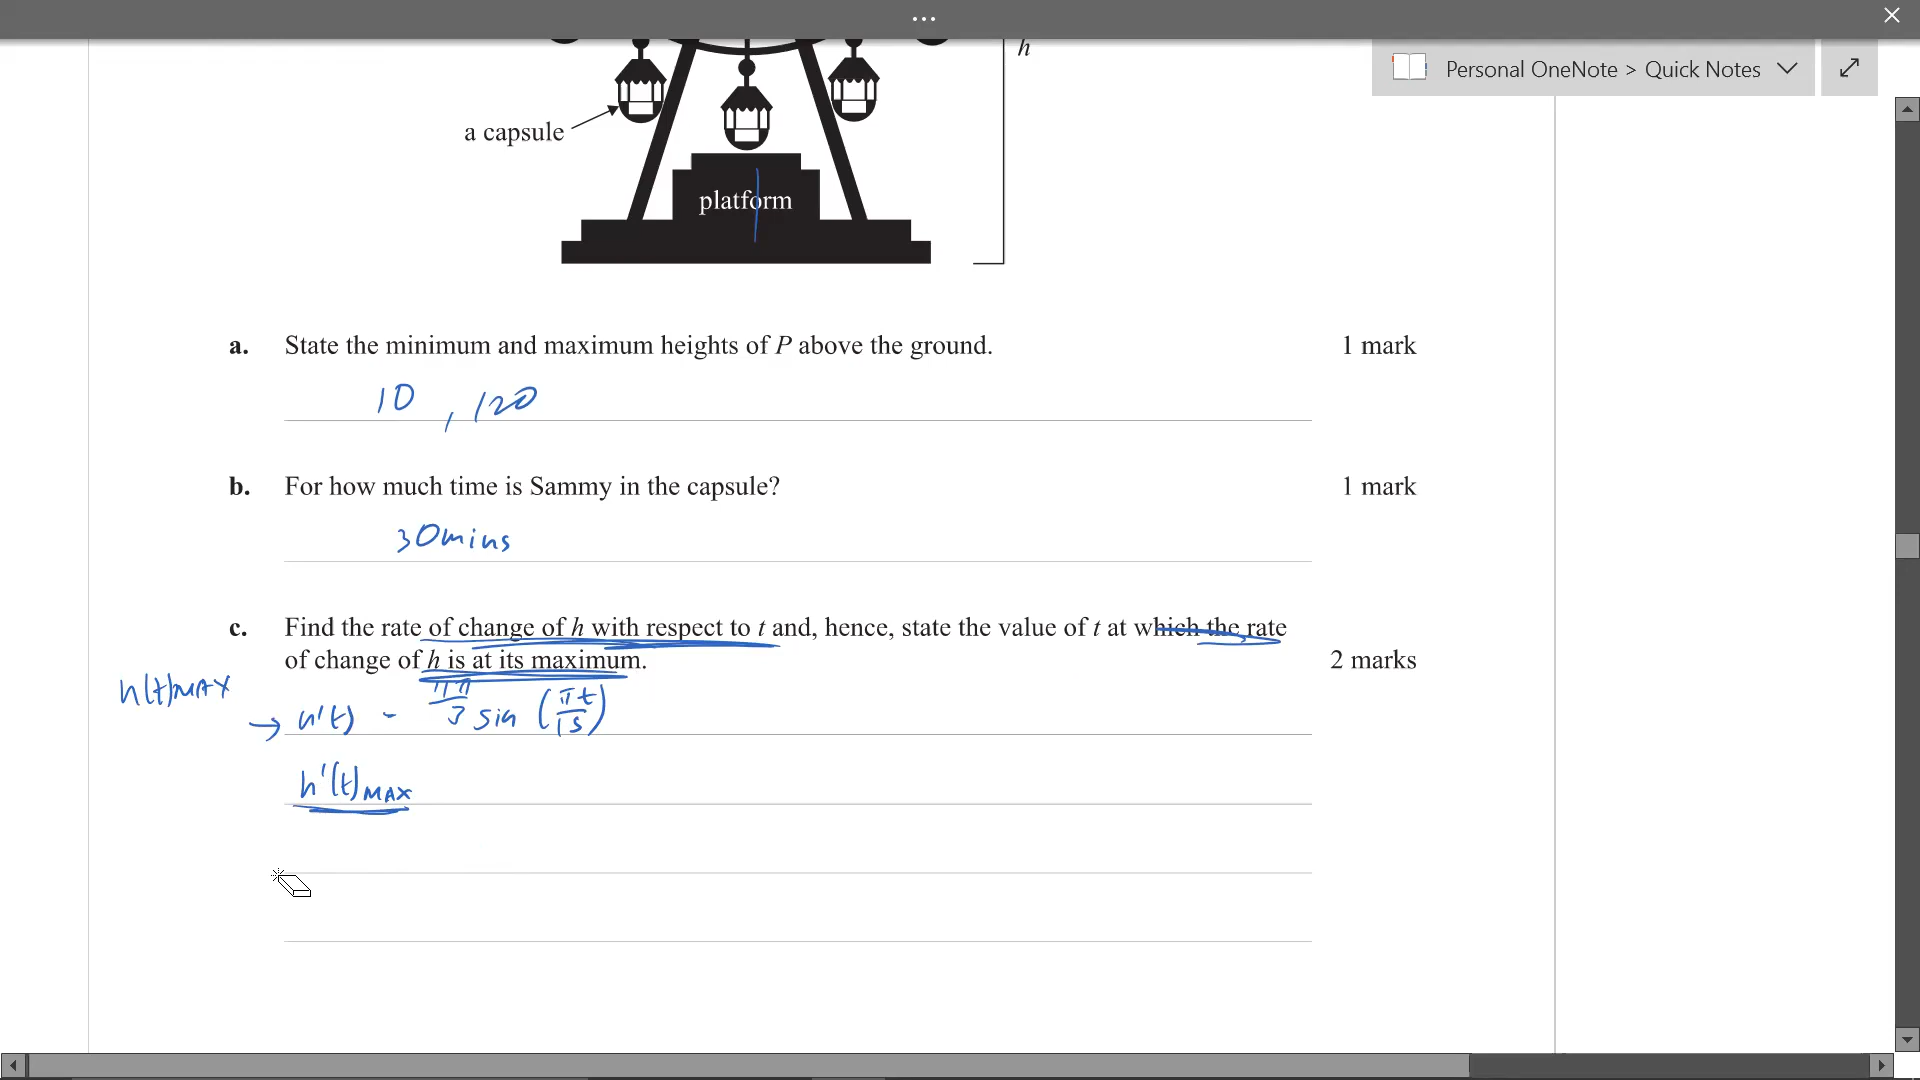 ...
h
Personal OneNote > Quick Notes
a capsule
platform
a. State the minimum and maximum heights of P above the ground. 1 mark
10 , 120
b. For how much time is Sammy in the capsule? 1 mark
30mins
c. Find the rate of change of h with respect to t and, hence, state the value of t at which the rate
of change of h is at its maximum. 2 marks
h(t)MAX
→ h'(t) - π/3 sin (πt/15)
h'(t)MAX